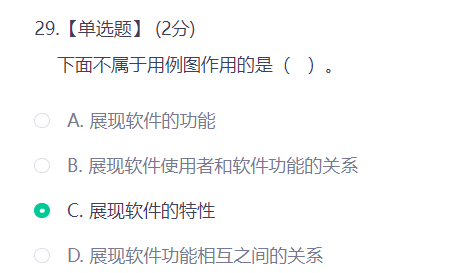 29.【单选题】 (2分)
下面不属于用例图作用的是（　）。
A. 展现软件的功能
B. 展现软件使用者和软件功能的关系
C. 展现软件的特性
D. 展现软件功能相互之间的关系